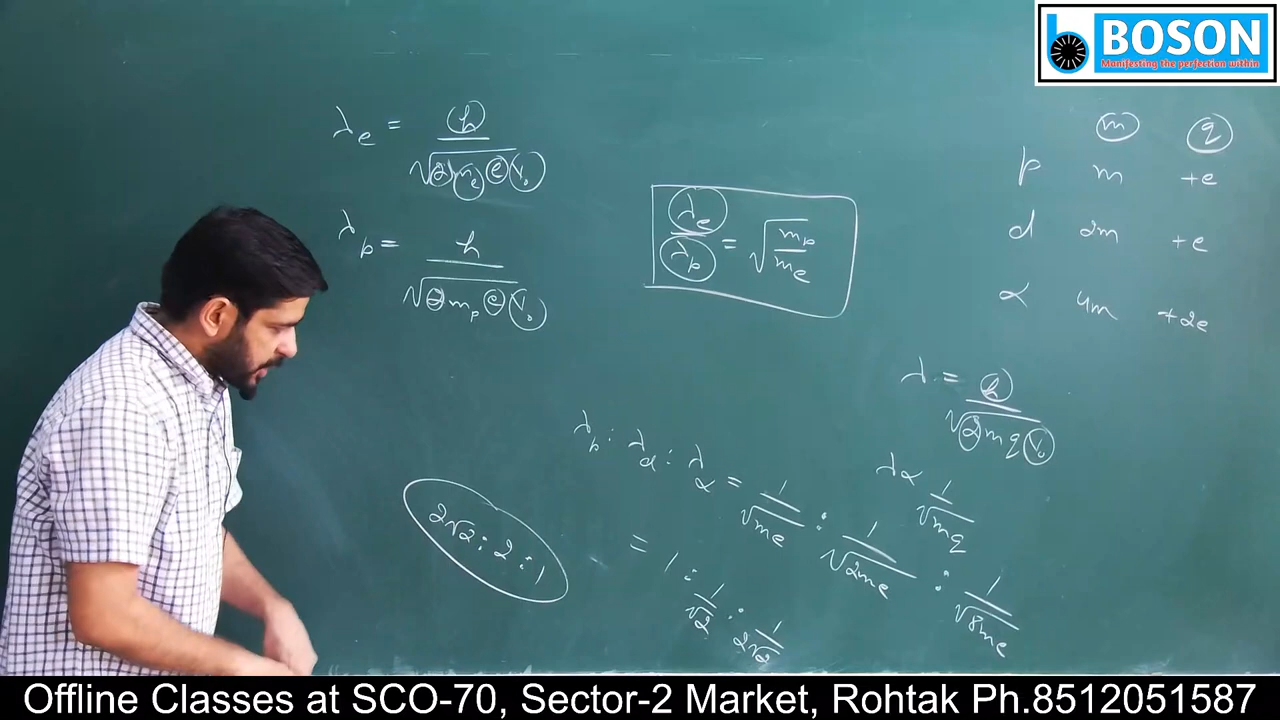 BOSON
Manifesting the perfection within
λe = h / √(2 me e V₀)
λp = h / √(2 mp e V₀)
λe / λp = √(mp / me)
m q
p m +e
d 2m +e
α 4m +2e
λ = h / √(2 m q V₀)
λ ∝ 1 / √(mq)
λp : λd : λα = 1/√(me) : 1/√(2me) : 1/√(8me)
= 1 : 1/√2 : 1/2√2
2√2 : 2 : 1
Offline Classes at SCO-70, Sector-2 Market, Rohtak Ph.8512051587